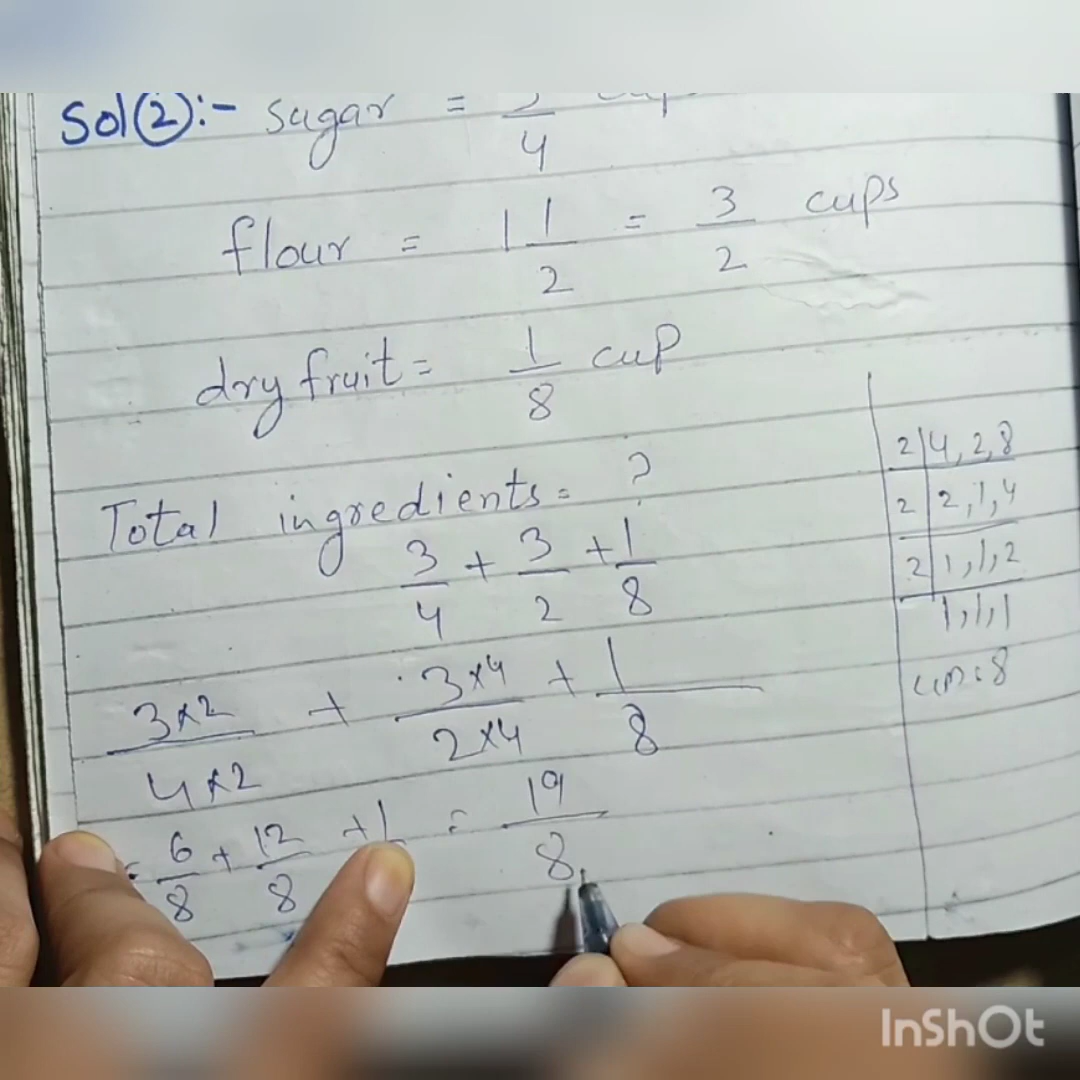 Sol(2):- sugar = 3/4 cup
flour = 1 1/2 = 3/2 cups
dry fruit = 1/8 cup
Total ingredients = ?
3/4 + 3/2 + 1/8
3×2/4×2 + 3×4/2×4 + 1/8
= 6/8 + 12/8 + 1 = 19/8
2|4,2,8
2|2,1,4
2|1,1,2
1,1,1
Lcm=8
InShOt